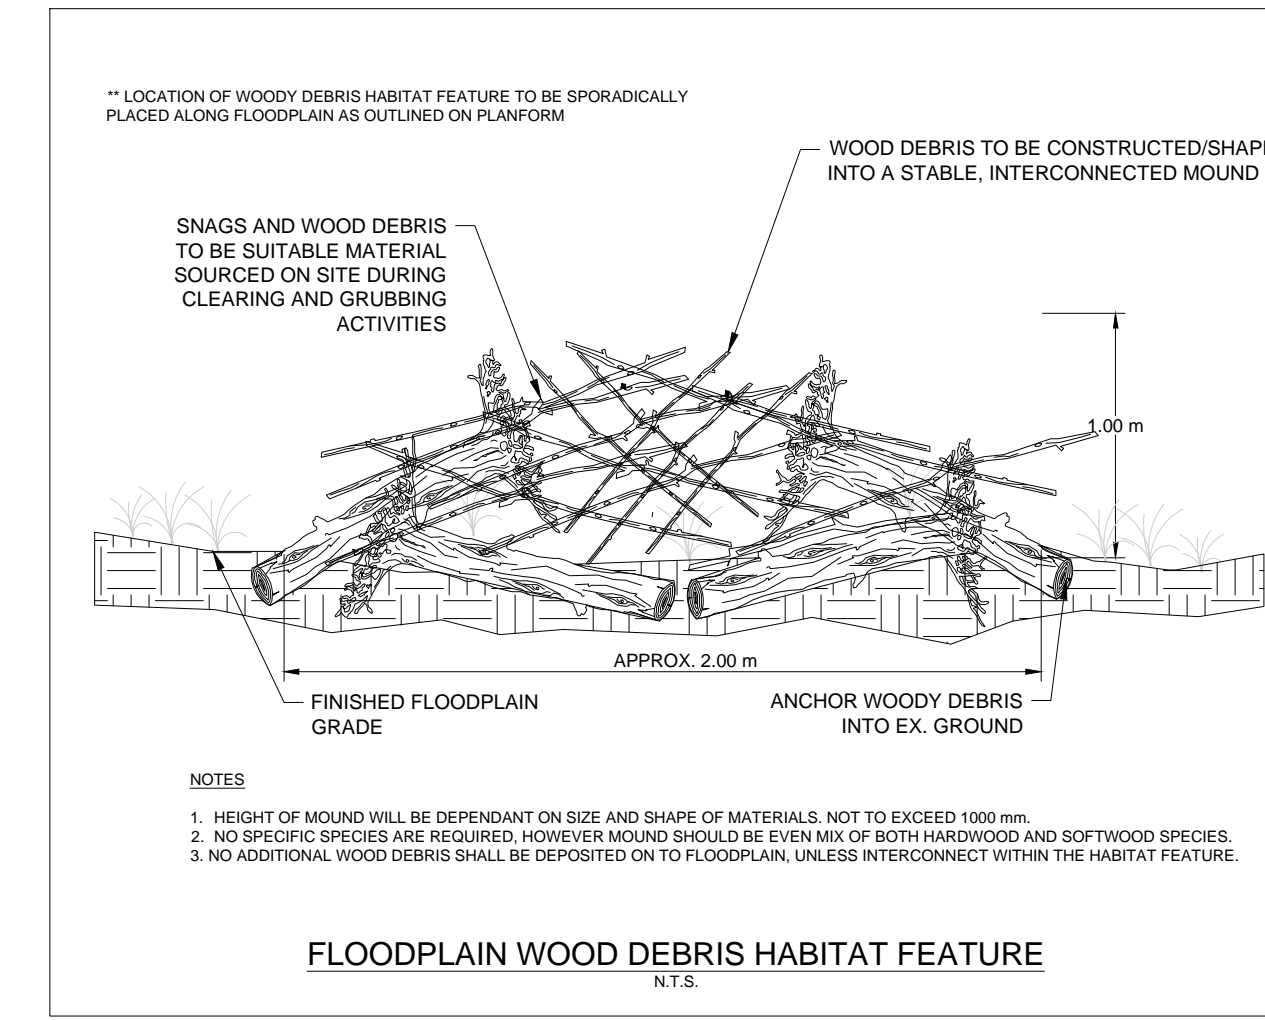 ** LOCATION OF WOODY DEBRIS HABITAT FEATURE TO BE SPORADICALLY
PLACED ALONG FLOODPLAIN AS OUTLINED ON PLANFORM
WOOD DEBRIS TO BE CONSTRUCTED/SHAP
INTO A STABLE, INTERCONNECTED MOUND
SNAGS AND WOOD DEBRIS
TO BE SUITABLE MATERIAL
SOURCED ON SITE DURING
CLEARING AND GRUBBING
ACTIVITIES
1.00 m
APPROX. 2.00 m
FINISHED FLOODPLAIN
GRADE
ANCHOR WOODY DEBRIS
INTO EX. GROUND
NOTES
1. HEIGHT OF MOUND WILL BE DEPENDANT ON SIZE AND SHAPE OF MATERIALS. NOT TO EXCEED 1000 mm.
2. NO SPECIFIC SPECIES ARE REQUIRED, HOWEVER MOUND SHOULD BE EVEN MIX OF BOTH HARDWOOD AND SOFTWOOD SPECIES.
3. NO ADDITIONAL WOOD DEBRIS SHALL BE DEPOSITED ON TO FLOODPLAIN, UNLESS INTERCONNECT WITHIN THE HABITAT FEATURE.
FLOODPLAIN WOOD DEBRIS HABITAT FEATURE
N.T.S.